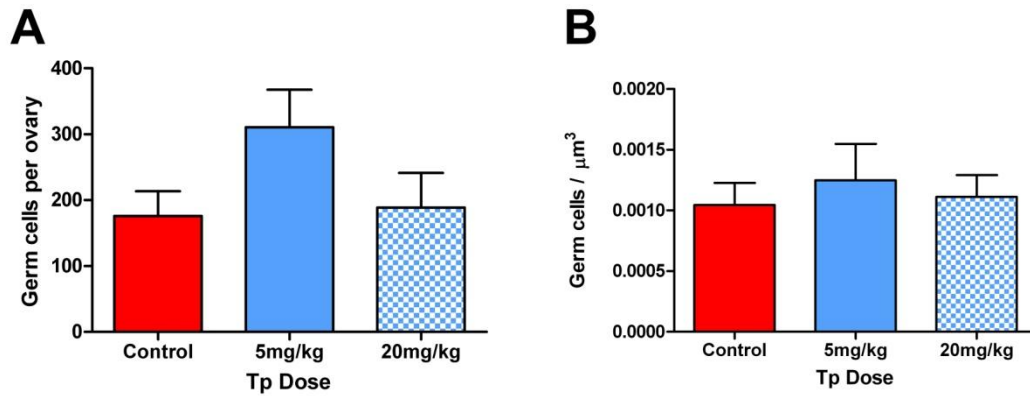 A
Germ cells per ovary
400
300
200
100
0
Control 5mg/kg 20mg/kg
Tp Dose
B
Germ cells / μm³
0.0020
0.0015
0.0010
0.0005
0.0000
Control 5mg/kg 20mg/kg
Tp Dose